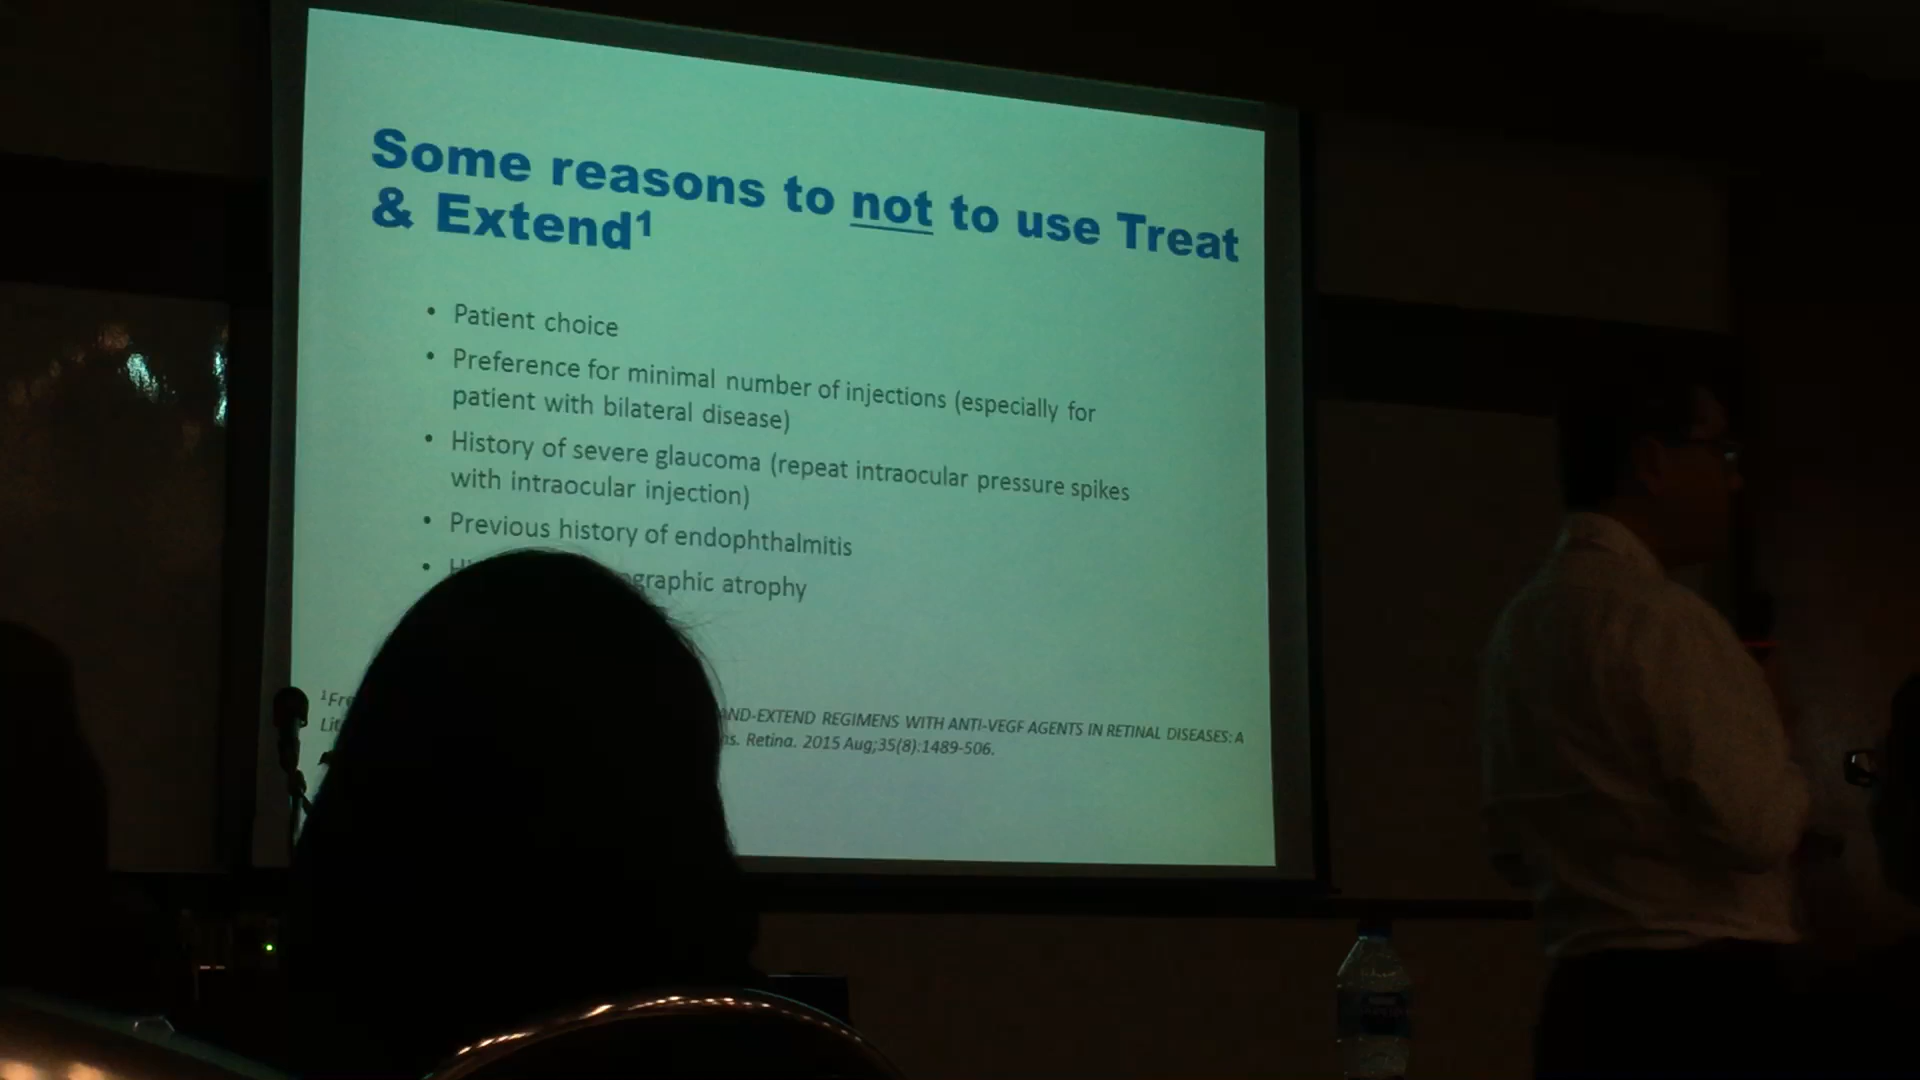 Some reasons to not to use Treat
& Extend¹
• Patient choice
• Preference for minimal number of injections (especially for
patient with bilateral disease)
• History of severe glaucoma (repeat intraocular pressure spikes
with intraocular injection)
• Previous history of endophthalmitis
• atrophy
¹ AND-EXTEND REGIMENS WITH ANTI-VEGF AGENTS IN RETINAL DISEASES: A
Retina. 2015 Aug;35(8):1489-506.